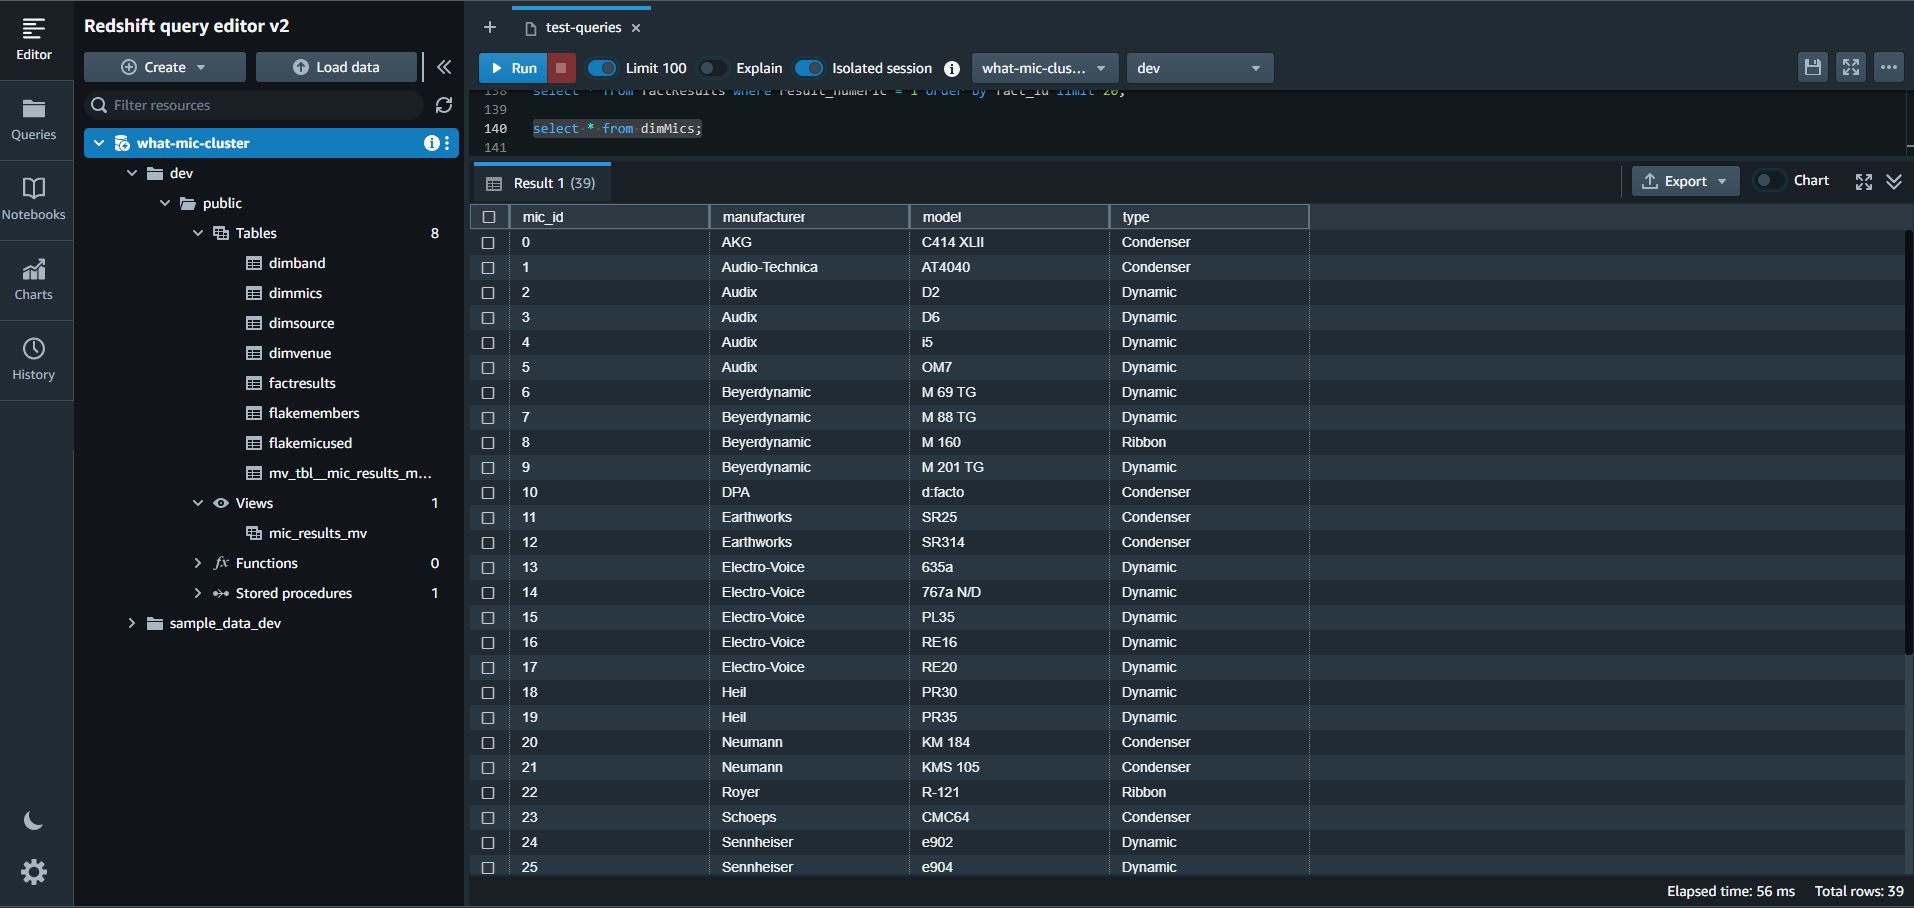 Editor
Queries
Notebooks
Charts
History
Redshift query editor v2
Create
Load data
Filter resources
what-mic-cluster
dev
public
Tables 8
dimband
dimmics
dimsource
dimvenue
factresults
flakemembers
flakemicused
mv_tbl__mic_results_m...
Views 1
mic_results_mv
fx Functions 0
Stored procedures 1
sample_data_dev
test-queries
Run Limit 100 Explain Isolated session what-mic-clus... dev
138 select * from factResults where result_numeric = 1 order by fact_id limit 20;
139
140 select * from dimMics;
141
Result 1 (39) Export Chart
mic_id manufacturer model type
0 AKG C414 XLII Condenser
1 Audio-Technica AT4040 Condenser
2 Audix D2 Dynamic
3 Audix D6 Dynamic
4 Audix i5 Dynamic
5 Audix OM7 Dynamic
6 Beyerdynamic M 69 TG Dynamic
7 Beyerdynamic M 88 TG Dynamic
8 Beyerdynamic M 160 Ribbon
9 Beyerdynamic M 201 TG Dynamic
10 DPA d:facto Condenser
11 Earthworks SR25 Condenser
12 Earthworks SR314 Condenser
13 Electro-Voice 635a Dynamic
14 Electro-Voice 767a N/D Dynamic
15 Electro-Voice PL35 Dynamic
16 Electro-Voice RE16 Dynamic
17 Electro-Voice RE20 Dynamic
18 Heil PR30 Dynamic
19 Heil PR35 Dynamic
20 Neumann KM 184 Condenser
21 Neumann KMS 105 Condenser
22 Royer R-121 Ribbon
23 Schoeps CMC64 Condenser
24 Sennheiser e902 Dynamic
25 Sennheiser e904 Dynamic
Elapsed time: 56 ms Total rows: 39